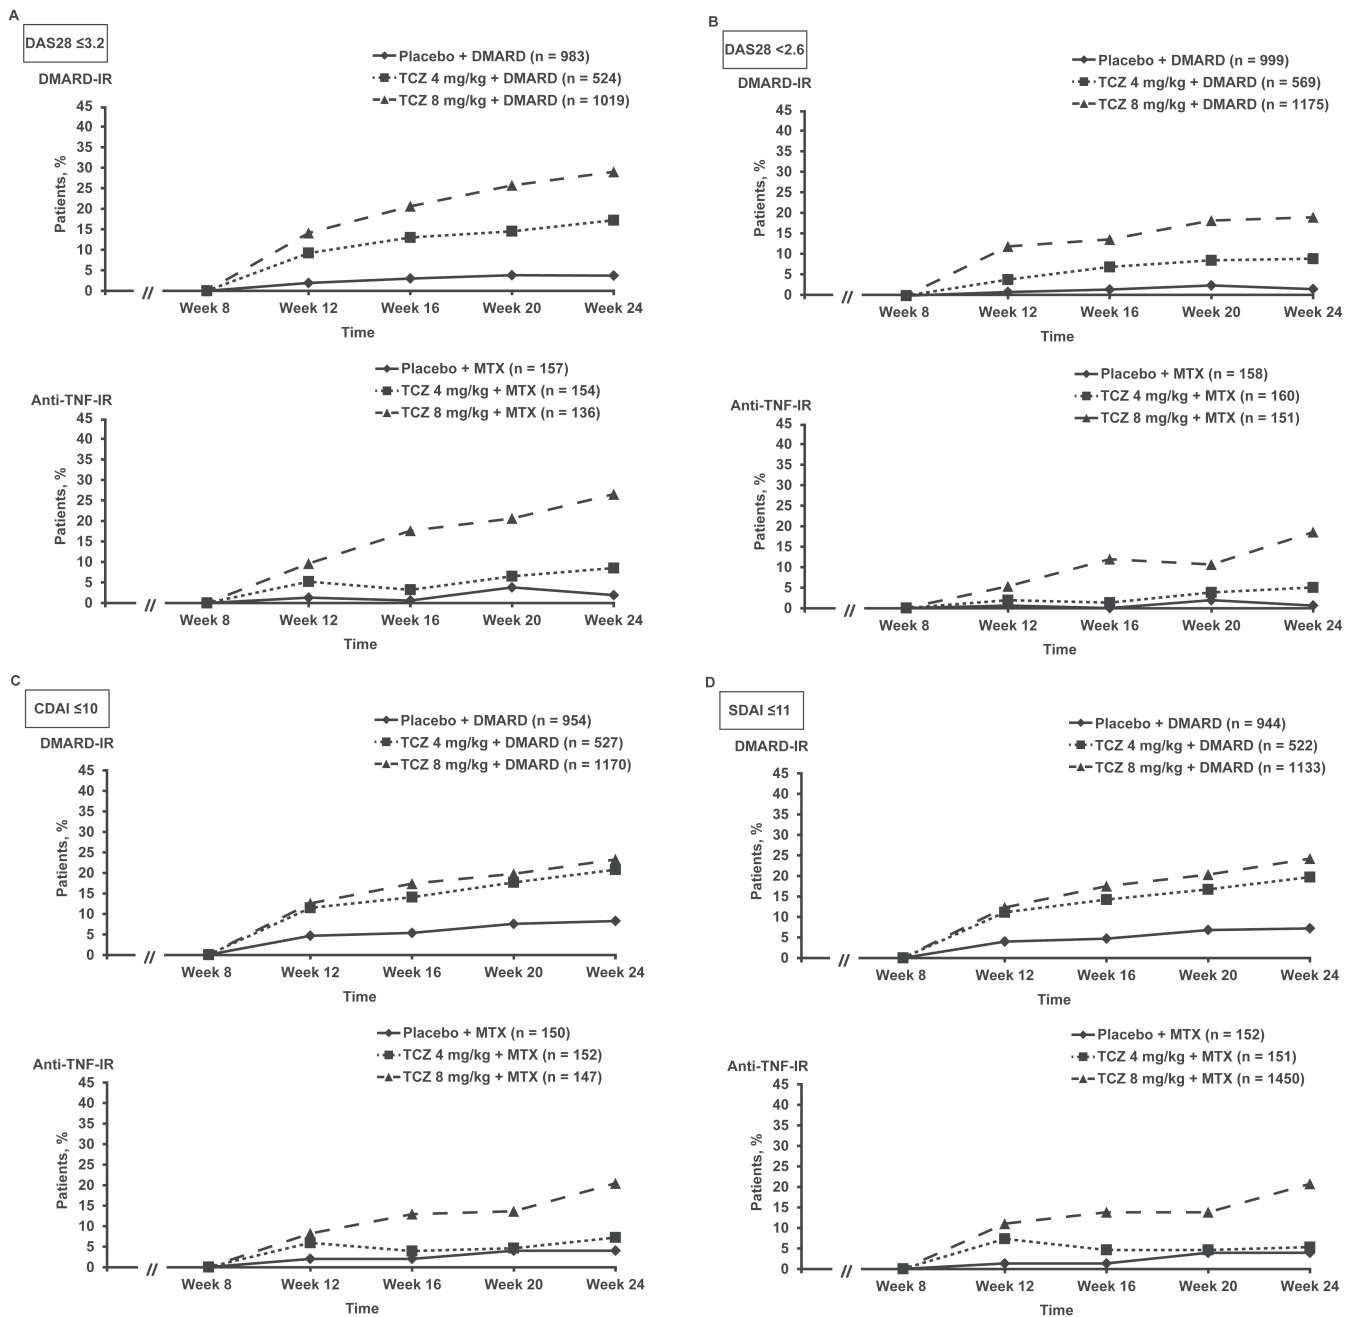 A
DAS28 ≤3.2
DMARD-IR
Placebo + DMARD (n = 983)
TCZ 4 mg/kg + DMARD (n = 524)
TCZ 8 mg/kg + DMARD (n = 1019)
Patients, %
45
40
35
30
25
20
15
10
5
0
//
Week 8 Week 12 Week 16 Week 20 Week 24
Time
Anti-TNF-IR
Placebo + MTX (n = 157)
TCZ 4 mg/kg + MTX (n = 154)
TCZ 8 mg/kg + MTX (n = 136)
Patients, %
45
40
35
30
25
20
15
10
5
0
//
Week 8 Week 12 Week 16 Week 20 Week 24
Time
B
DAS28 <2.6
DMARD-IR
Placebo + DMARD (n = 999)
TCZ 4 mg/kg + DMARD (n = 569)
TCZ 8 mg/kg + DMARD (n = 1175)
Patients, %
45
40
35
30
25
20
15
10
5
0
//
Week 8 Week 12 Week 16 Week 20 Week 24
Time
Anti-TNF-IR
Placebo + MTX (n = 158)
TCZ 4 mg/kg + MTX (n = 160)
TCZ 8 mg/kg + MTX (n = 151)
Patients, %
45
40
35
30
25
20
15
10
5
0
//
Week 8 Week 12 Week 16 Week 20 Week 24
Time
C
CDAI ≤10
DMARD-IR
Placebo + DMARD (n = 954)
TCZ 4 mg/kg + DMARD (n = 527)
TCZ 8 mg/kg + DMARD (n = 1170)
Patients, %
45
40
35
30
25
20
15
10
5
0
//
Week 8 Week 12 Week 16 Week 20 Week 24
Time
Anti-TNF-IR
Placebo + MTX (n = 150)
TCZ 4 mg/kg + MTX (n = 152)
TCZ 8 mg/kg + MTX (n = 147)
Patients, %
45
40
35
30
25
20
15
10
5
0
//
Week 8 Week 12 Week 16 Week 20 Week 24
Time
D
SDAI ≤11
DMARD-IR
Placebo + DMARD (n = 944)
TCZ 4 mg/kg + DMARD (n = 522)
TCZ 8 mg/kg + DMARD (n = 1133)
Patients, %
45
40
35
30
25
20
15
10
5
0
//
Week 8 Week 12 Week 16 Week 20 Week 24
Time
Anti-TNF-IR
Placebo + MTX (n = 152)
TCZ 4 mg/kg + MTX (n = 151)
TCZ 8 mg/kg + MTX (n = 1450)
Patients, %
45
40
35
30
25
20
15
10
5
0
//
Week 8 Week 12 Week 16 Week 20 Week 24
Time